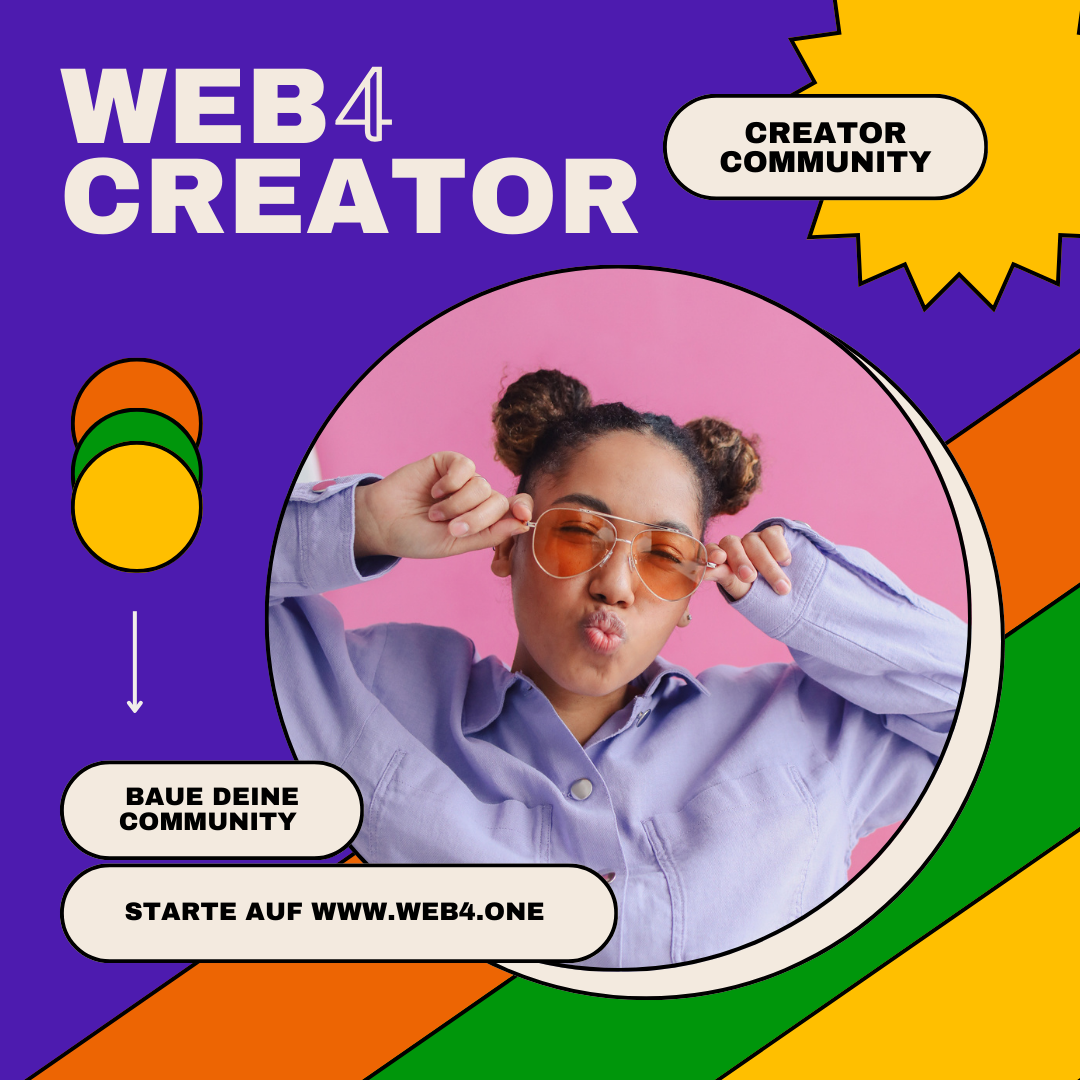 WEB4
CREATOR
CREATOR
COMMUNITY
BAUE DEINE
COMMUNITY
STARTE AUF WWW.WEB4.ONE